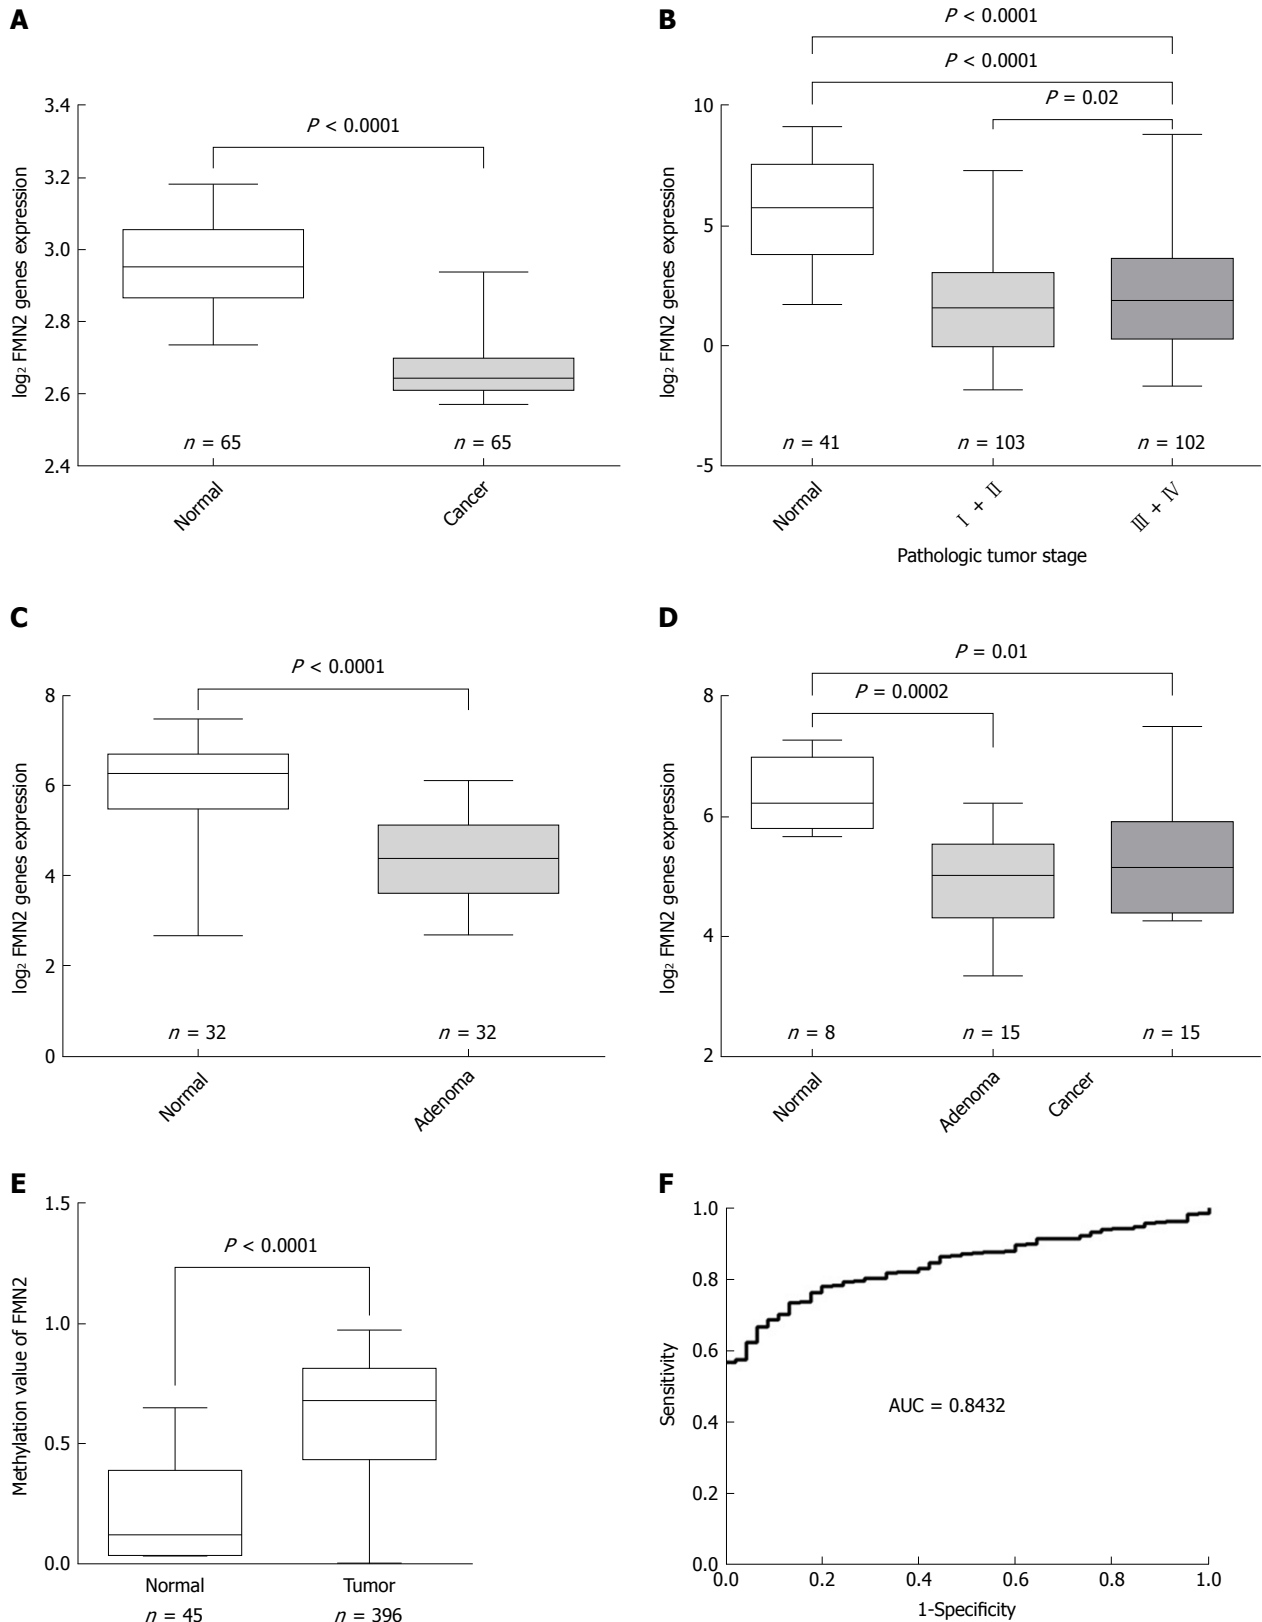 A
P < 0.0001
3.4
3.2
3.0
2.8
2.6
2.4
log₂ FMN2 genes expression
n = 65
n = 65
Normal
Cancer
B
P < 0.0001
P < 0.0001
P = 0.02
10
5
0
-5
log₂ FMN2 genes expression
n = 41
n = 103
n = 102
Normal
Ⅰ + Ⅱ
Ⅲ + Ⅳ
Pathologic tumor stage
C
P < 0.0001
8
6
4
2
0
log₂ FMN2 genes expression
n = 32
n = 32
Normal
Adenoma
D
P = 0.01
P = 0.0002
8
6
4
2
log₂ FMN2 genes expression
n = 8
n = 15
n = 15
Normal
Adenoma
Cancer
E
P < 0.0001
1.5
1.0
0.5
0.0
Methylation value of FMN2
Normal
Tumor
n = 45
n = 396
F
1.0
0.8
0.6
0.4
0.2
0.0
Sensitivity
AUC = 0.8432
0.0 0.2 0.4 0.6 0.8 1.0
1-Specificity